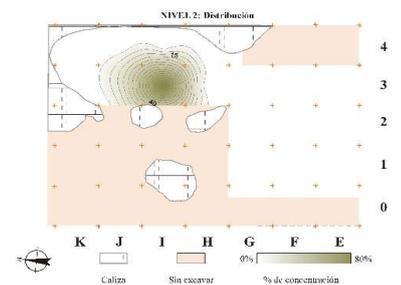 NIVEL 2: Distribución
4
3
2
1
0
K J I H G F E
0% 80%
Caliza Sin excavar % de concentración